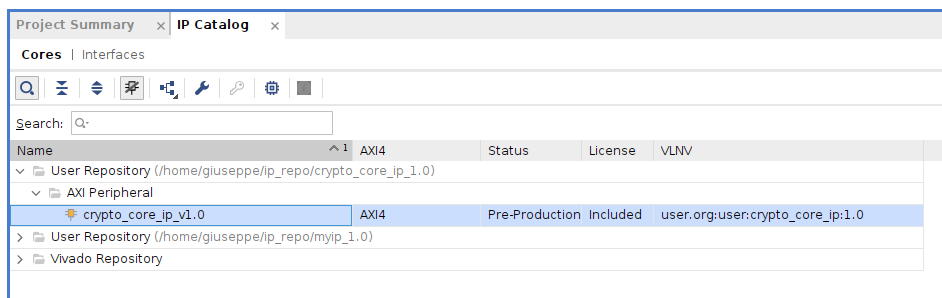 Project Summary × IP Catalog ×
Cores | Interfaces
Search:
Name 1 AXI4 Status License VLNV
User Repository (/home/giuseppe/ip_repo/crypto_core_ip_1.0)
AXI Peripheral
crypto_core_ip_v1.0 AXI4 Pre-Production Included user.org:user:crypto_core_ip:1.0
User Repository (/home/giuseppe/ip_repo/myip_1.0)
Vivado Repository